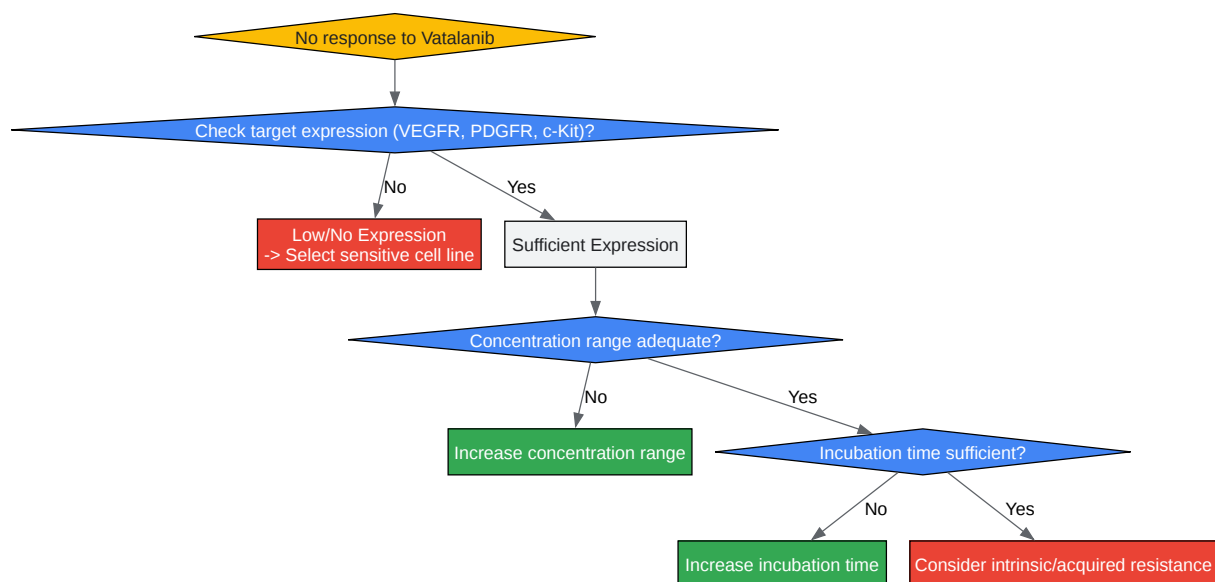 No response to Vatalanib
Check target expression (VEGFR, PDGFR, c-Kit)?
No
Yes
Low/No Expression
-> Select sensitive cell line
Sufficient Expression
Concentration range adequate?
No
Yes
Increase concentration range
Incubation time sufficient?
No
Yes
Increase incubation time
Consider intrinsic/acquired resistance